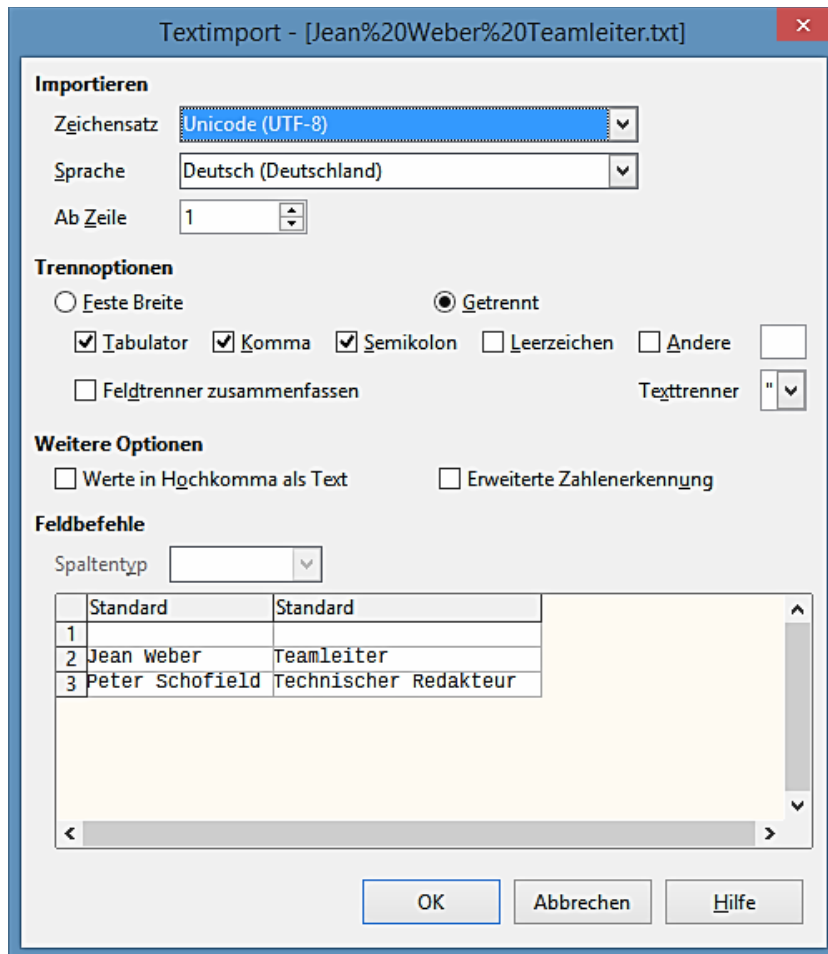 Textimport - [Jean%20Weber%20Teamleiter.txt]
Importieren
Zeichensatz Unicode (UTF-8)
Sprache Deutsch (Deutschland)
Ab Zeile 1
Trennoptionen
Feste Breite Getrennt
Tabulator Komma Semikolon Leerzeichen Andere
Feldtrenner zusammenfassen Texttrenner "
Weitere Optionen
Werte in Hochkomma als Text Erweiterte Zahlenerkennung
Feldbefehle
Spaltentyp
Standard Standard
1
2 Jean Weber Teamleiter
3 Peter Schofield Technischer Redakteur
OK Abbrechen Hilfe